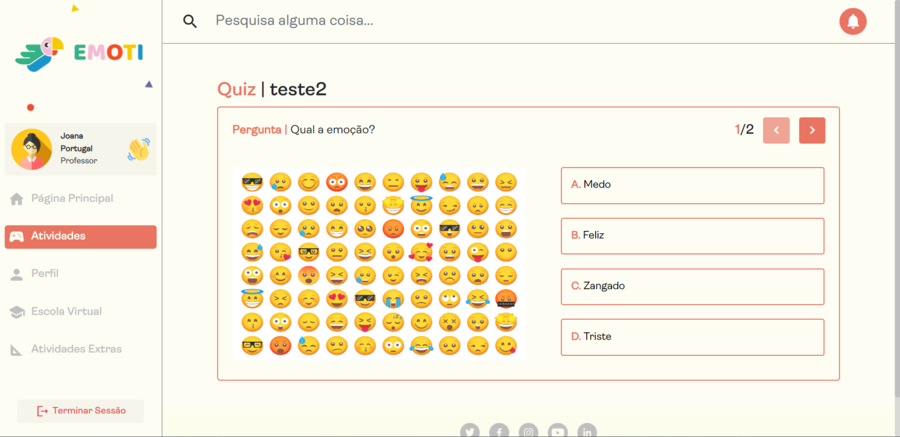 Pesquisa alguma coisa...
EMOTI
Joana
Portugal
Professor
Página Principal
Atividades
Perfil
Escola Virtual
Atividades Extras
Terminar Sessão
Quiz | teste2
Pergunta | Qual a emoção?
1/2
A. Medo
B. Feliz
C. Zangado
D. Triste